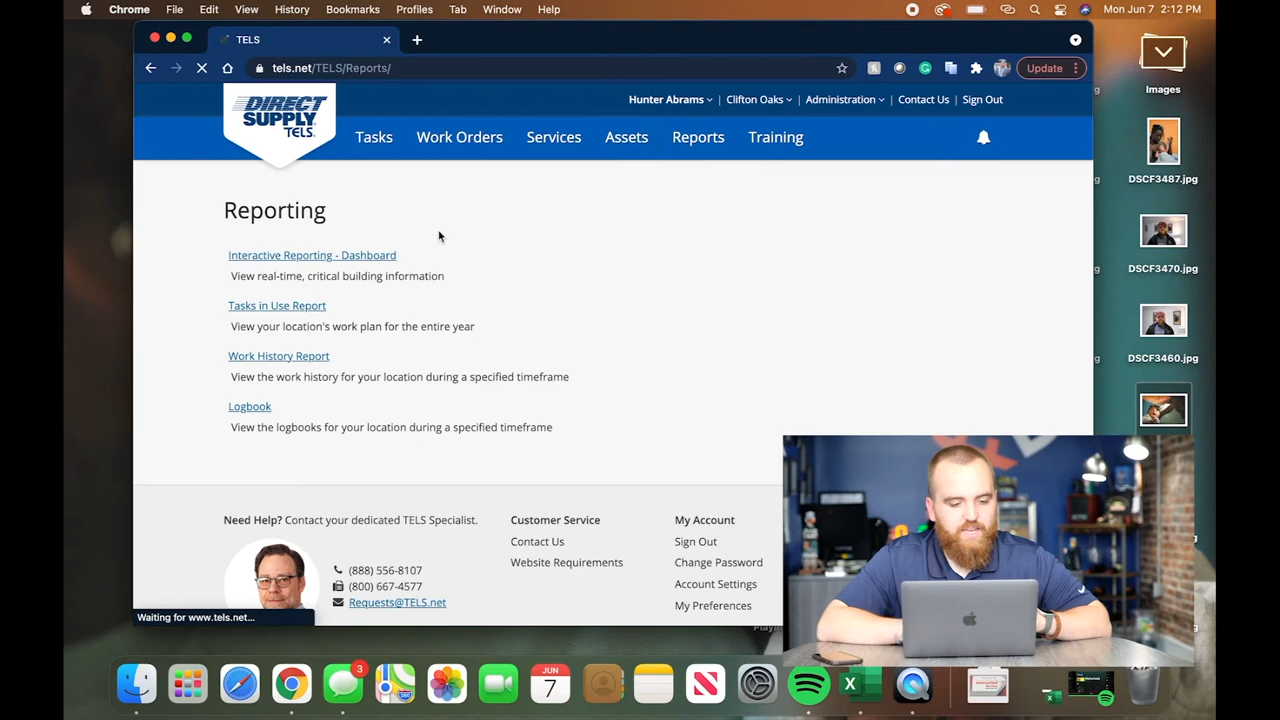 Chrome File Edit View History Bookmarks Profiles Tab Window Help Mon Jun 7 2:12 PM
TELS
tels.net/TELS/Reports/
Update
Images
Hunter Abrams Clifton Oaks Administration Contact Us Sign Out
DIRECT
SUPPLY
TELS
Tasks Work Orders Services Assets Reports Training
DSCF3487.jpg
Reporting
Interactive Reporting - Dashboard
View real-time, critical building information
DSCF3470.jpg
Tasks in Use Report
View your location's work plan for the entire year
Work History Report
DSCF3460.jpg
View the work history for your location during a specified timeframe
Logbook
View the logbooks for your location during a specified timeframe
Need Help? Contact your dedicated TELS Specialist.
(888) 556-8107
(800) 667-4577
Requests@TELS.net
Customer Service
Contact Us
Website Requirements
My Account
Sign Out
Change Password
Account Settings
My Preferences
Waiting for www.tels.net...
3
JUN
7